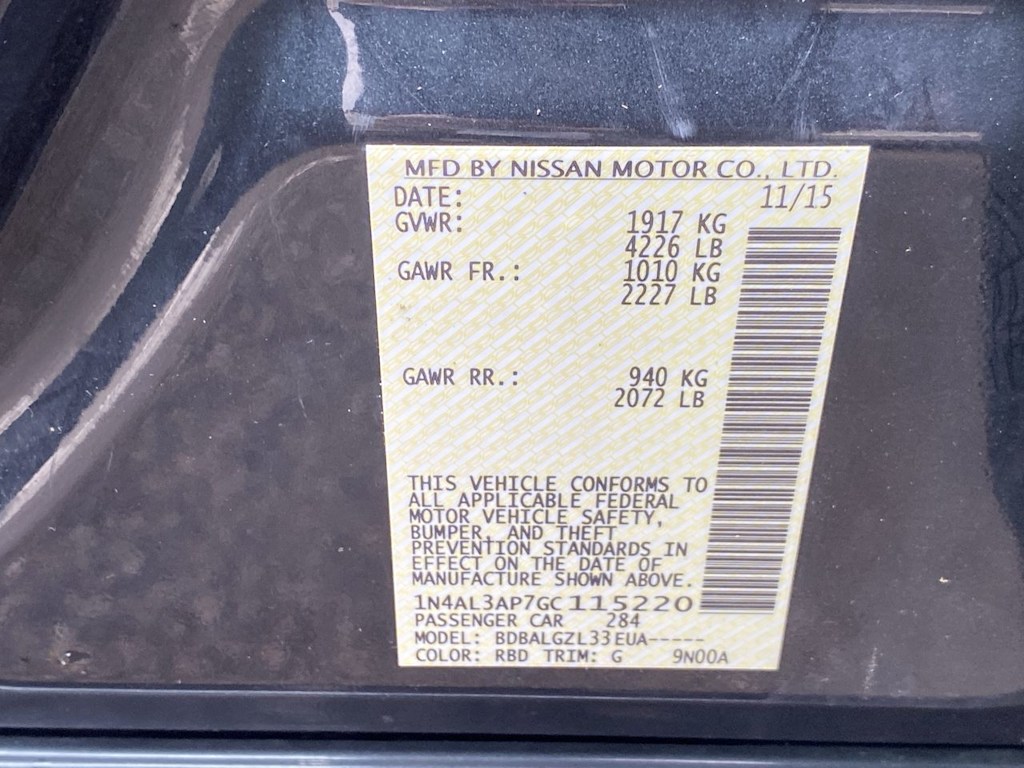 MFD BY NISSAN MOTOR CO., LTD.
DATE: 11/15
GVWR: 1917 KG
4226 LB
GAWR FR.: 1010 KG
2227 LB
GAWR RR.: 940 KG
2072 LB
THIS VEHICLE CONFORMS TO
ALL APPLICABLE FEDERAL
MOTOR VEHICLE SAFETY,
BUMPER, AND THEFT
PREVENTION STANDARDS IN
EFFECT ON THE DATE OF
MANUFACTURE SHOWN ABOVE.
1N4AL3AP7GC115220
PASSENGER CAR 284
MODEL: BDBALGZL33EUA-----
COLOR: RBD TRIM: G 9N00A